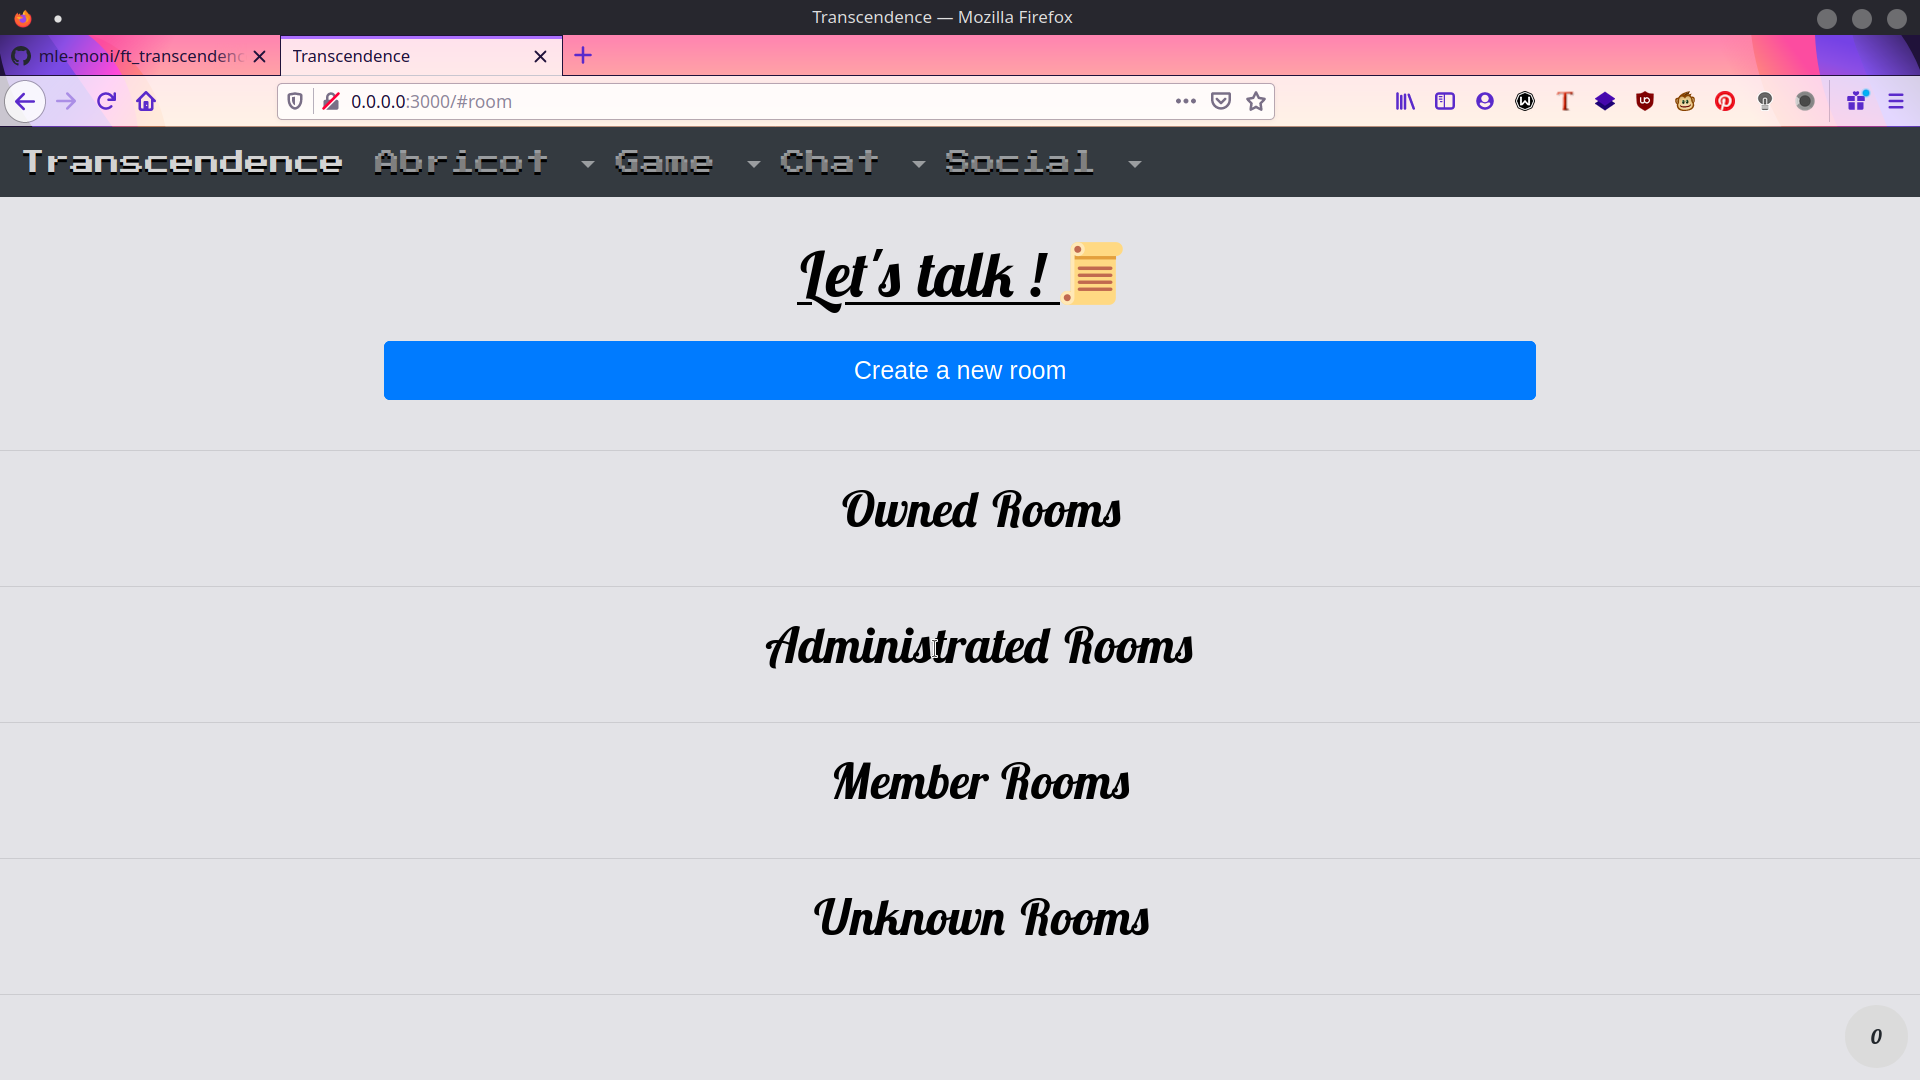 Transcendence — Mozilla Firefox
mle-moni/ft_transcendenc
Transcendence
0.0.0.0:3000/#room
Transcendence Abricot Game Chat Social
Let's talk !
Create a new room
Owned Rooms
Administrated Rooms
Member Rooms
Unknown Rooms
0